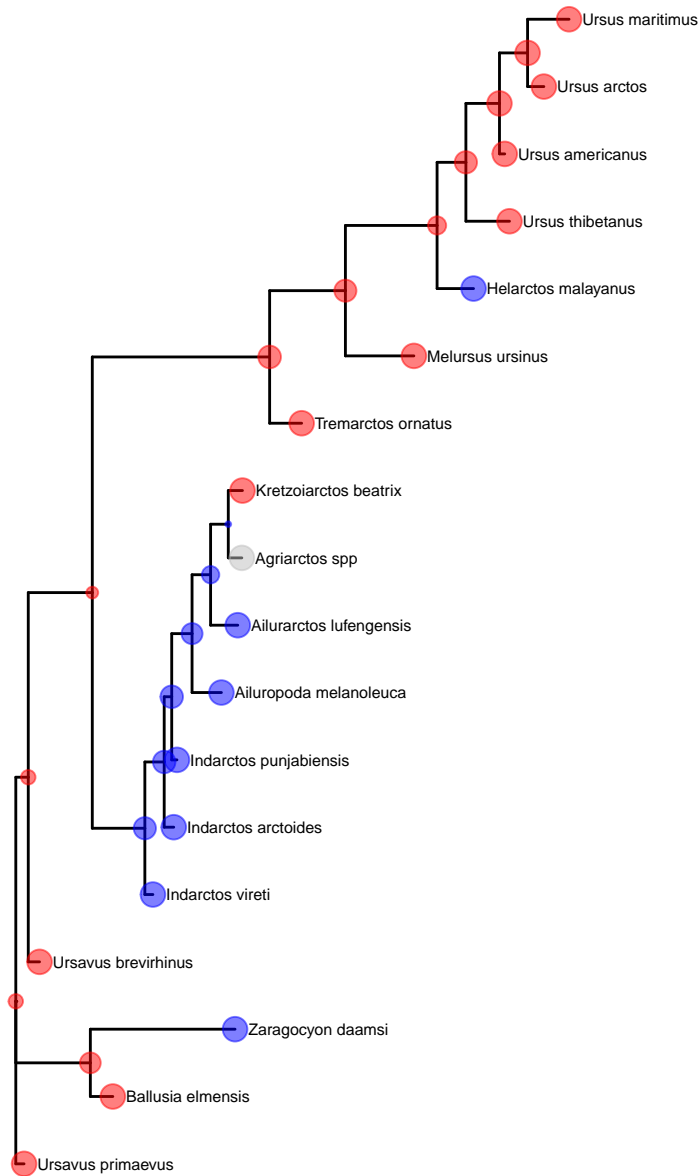 Ursus maritimus
Ursus arctos
Ursus americanus
Ursus thibetanus
Helarctos malayanus
Melursus ursinus
Tremarctos ornatus
Kretzoiarctos beatrix
Agriarctos spp
Ailurarctos lufengensis
Ailuropoda melanoleuca
Indarctos punjabiensis
Indarctos arctoides
Indarctos vireti
Ursavus brevirhinus
Zaragocyon daamsi
Ballusia elmensis
Ursavus primaevus